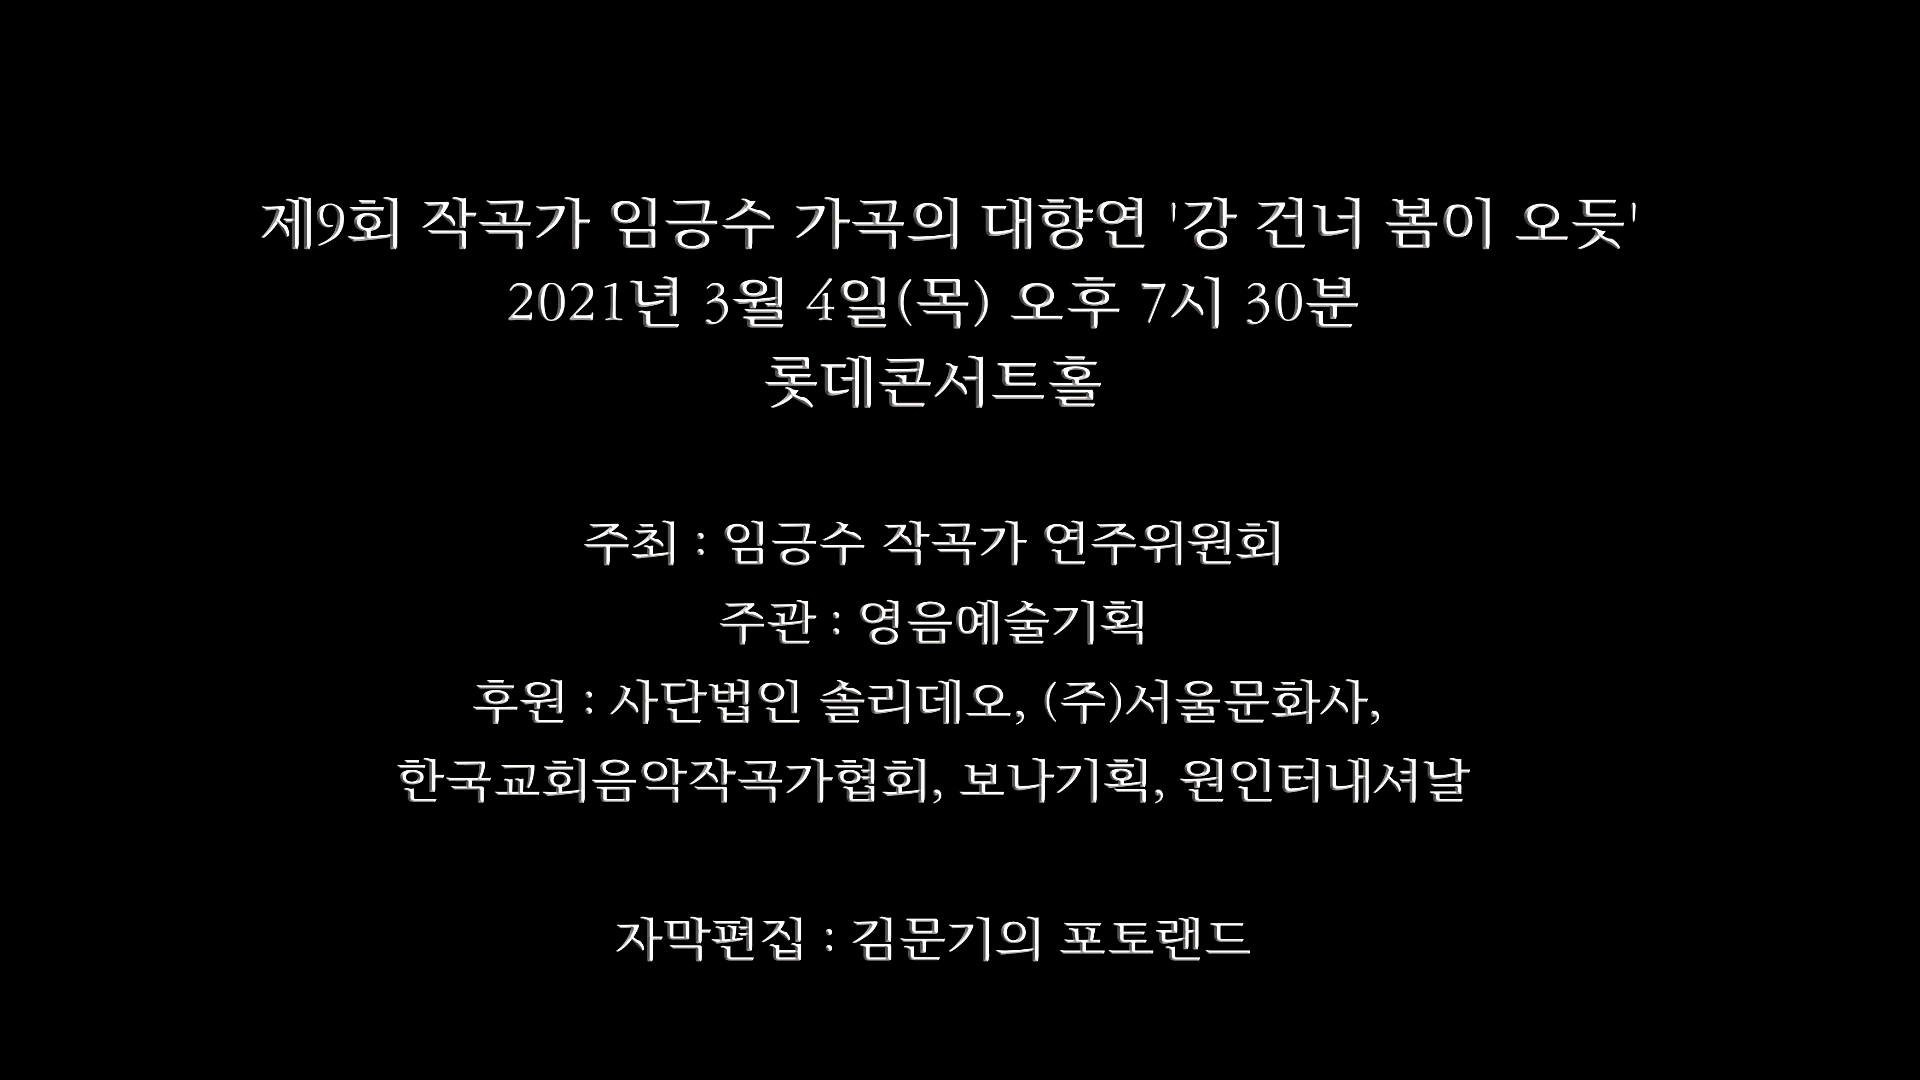 제9회 작곡가 임긍수 가곡의 대향연 '강 건너 봄이 오듯'
2021년 3월 4일(목) 오후 7시 30분
롯데콘서트홀
주최 : 임긍수 작곡가 연주위원회
주관 : 영음예술기획
후원 : 사단법인 솔리데오, (주)서울문화사,
한국교회음악작곡가협회, 보나기획, 원인터내셔날
자막편집 : 김문기의 포토랜드